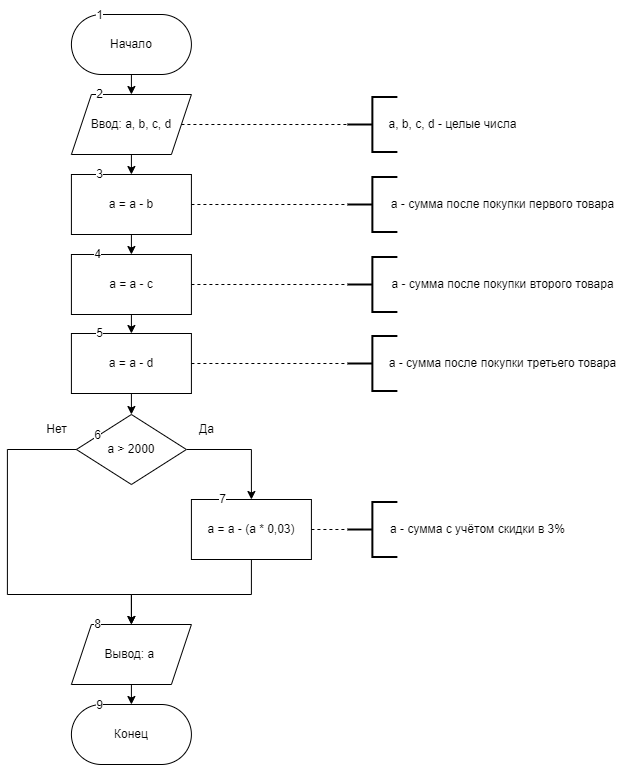 1
Начало
2
Ввод: a, b, c, d
a, b, c, d - целые числа
3
a = a - b
a - сумма после покупки первого товара
4
a = a - c
a - сумма после покупки второго товара
5
a = a - d
a - сумма после покупки третьего товара
Нет
6
Да
a > 2000
7
a = a - (a * 0,03)
a - сумма с учётом скидки в 3%
8
Вывод: a
9
Конец